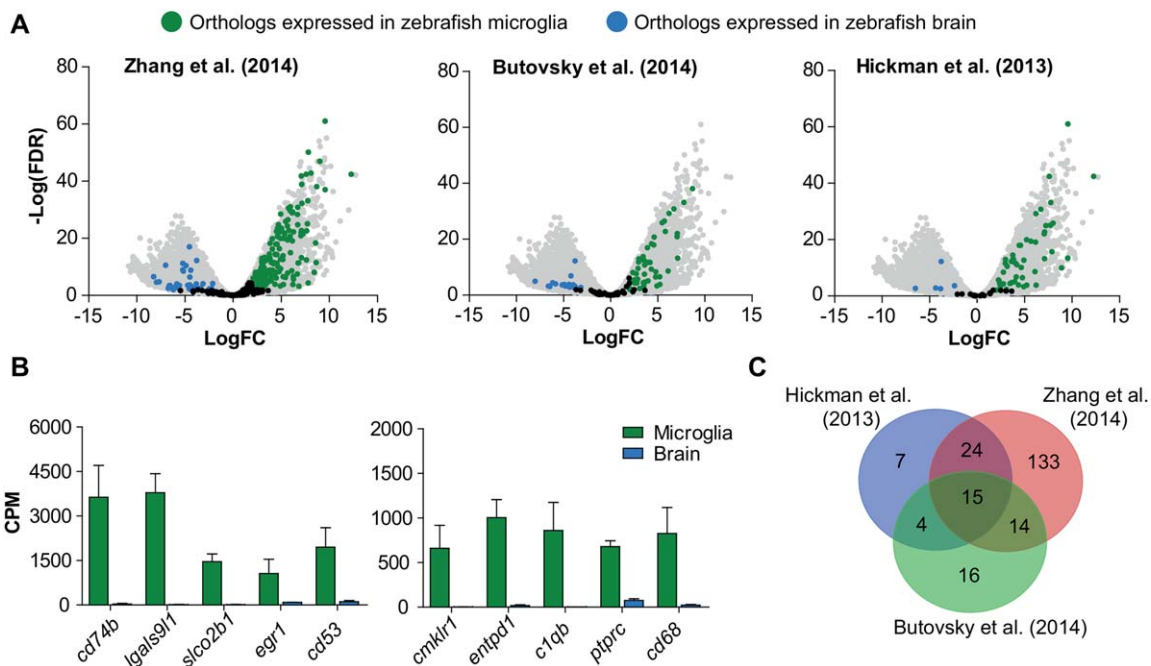 A
Orthologs expressed in zebrafish microglia
Orthologs expressed in zebrafish brain
Zhang et al. (2014)
Butovsky et al. (2014)
Hickman et al. (2013)
-Log(FDR)
80
60
40
20
0
-15 -10 -5 0 5 10 15
LogFC
80
60
40
20
0
-15 -10 -5 0 5 10 15
LogFC
80
60
40
20
0
-15 -10 -5 0 5 10 15
LogFC
B
CPM
6000
4500
3000
1500
0
cd74b lgals9l1 slco2b1 egr1 cd53
2000
1500
1000
500
0
cmklr1 entpd1 c1qb ptprc cd68
Microglia
Brain
C
Hickman et al.
(2013)
Zhang et al.
(2014)
7 24 133
15
4 14
16
Butovsky et al. (2014)